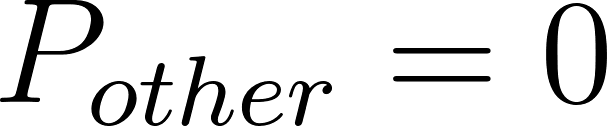 P_{other} = 0